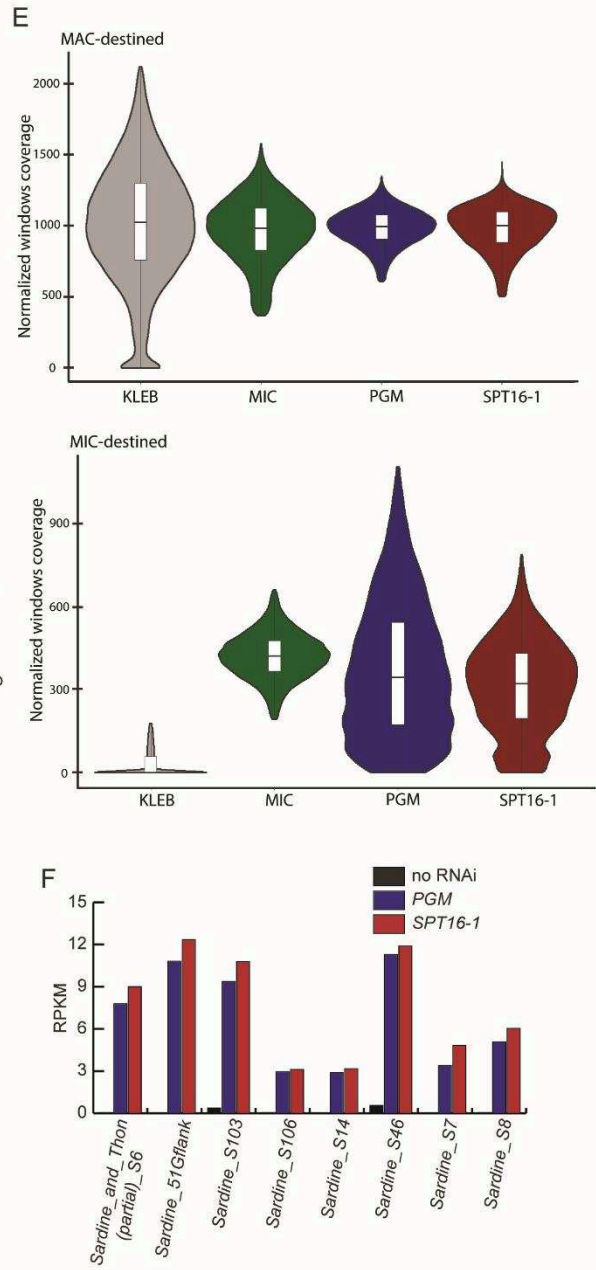 E
MAC-destined
Normalized windows coverage
2000
1500
1000
500
0
KLEB MIC PGM SPT16-1
MIC-destined
Normalized windows coverage
900
600
300
0
KLEB MIC PGM SPT16-1
F
no RNAi
PGM
SPT16-1
RPKM
15
12
9
6
3
0
Sardine_and_Thon
(partial)_S6
Sardine_51Gflank
Sardine_S103
Sardine_S106
Sardine_S14
Sardine_S46
Sardine_S7
Sardine_S8